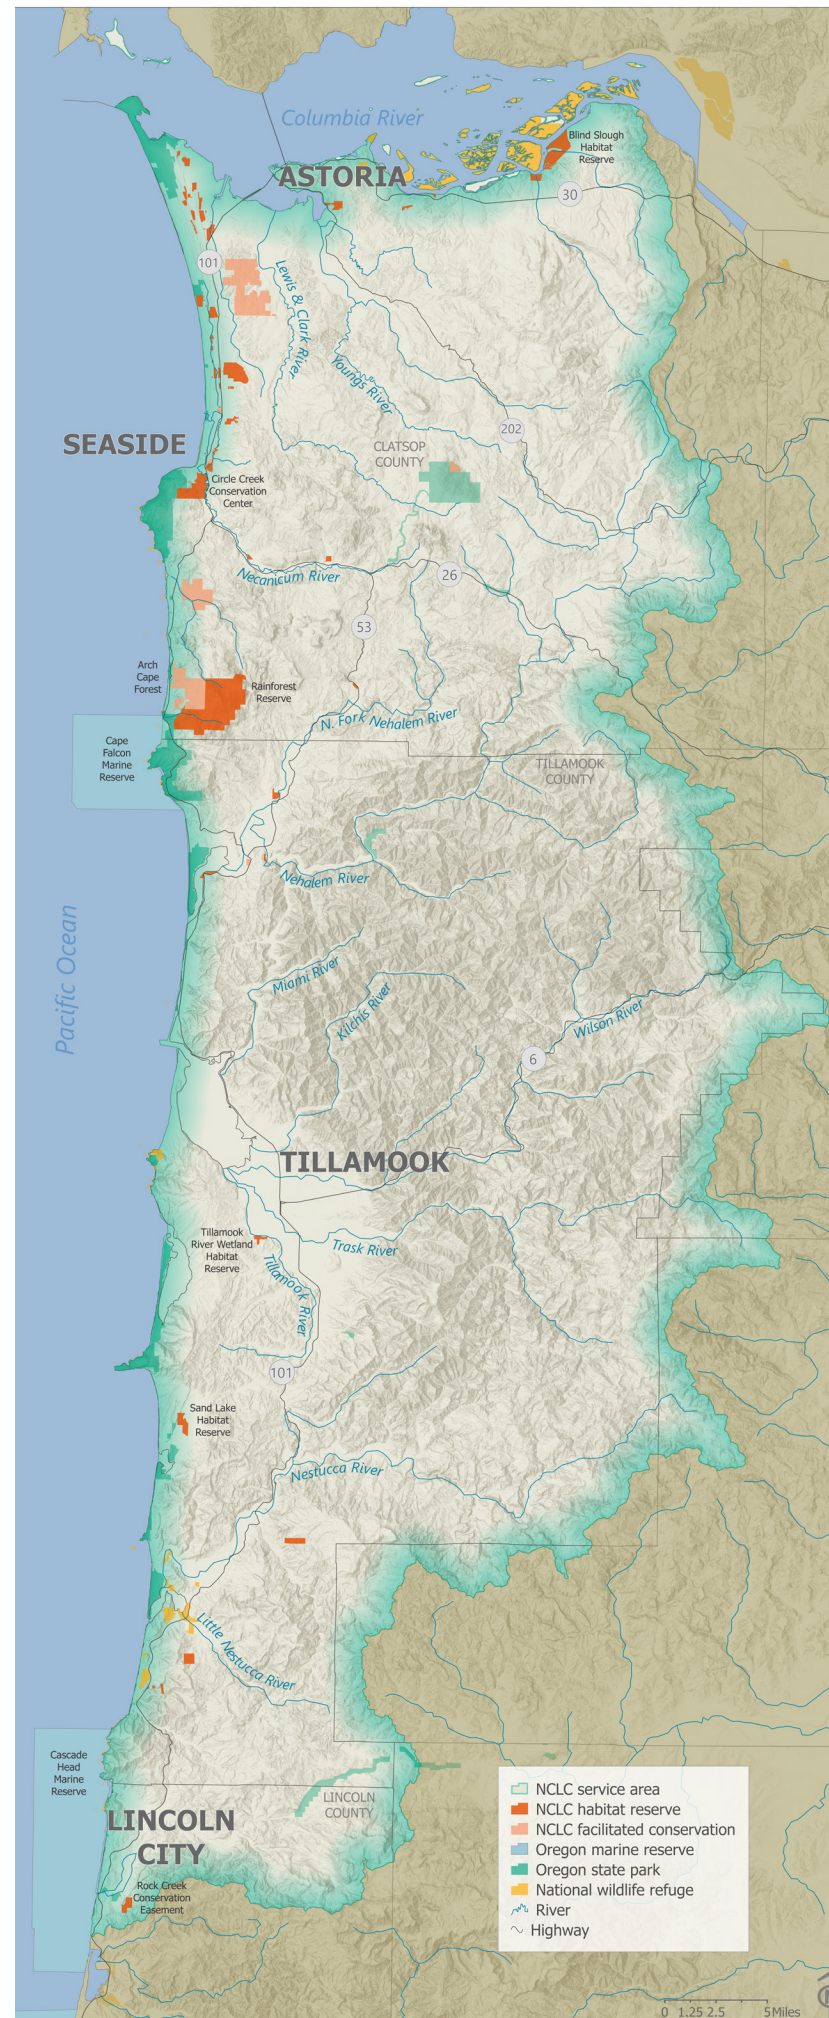 Columbia River
Blind Slough
Habitat
Reserve
ASTORIA
30
101
Lewis & Clark River
Youngs River
202
SEASIDE
CLATSOP
COUNTY
Circle Creek
Conservation
Center
Necanicum River
26
53
Arch
Cape
Forest
Rainforest
Reserve
N. Fork Nehalem River
Cape
Falcon
Marine
Reserve
TILLAMOOK
COUNTY
Nehalem River
Pacific Ocean
Miami River
Kilchis River
Wilson River
6
TILLAMOOK
Tillamook
River Wetland
Habitat
Reserve
Trask River
Tillamook River
101
Sand Lake
Habitat
Reserve
Nestucca River
Little Nestucca River
Cascade
Head
Marine
Reserve
LINCOLN
COUNTY
LINCOLN
CITY
Rock Creek
Conservation
Easement
NCLC service area
NCLC habitat reserve
NCLC facilitated conservation
Oregon marine reserve
Oregon state park
National wildlife refuge
River
Highway
0 1.25 2.5 5 Miles